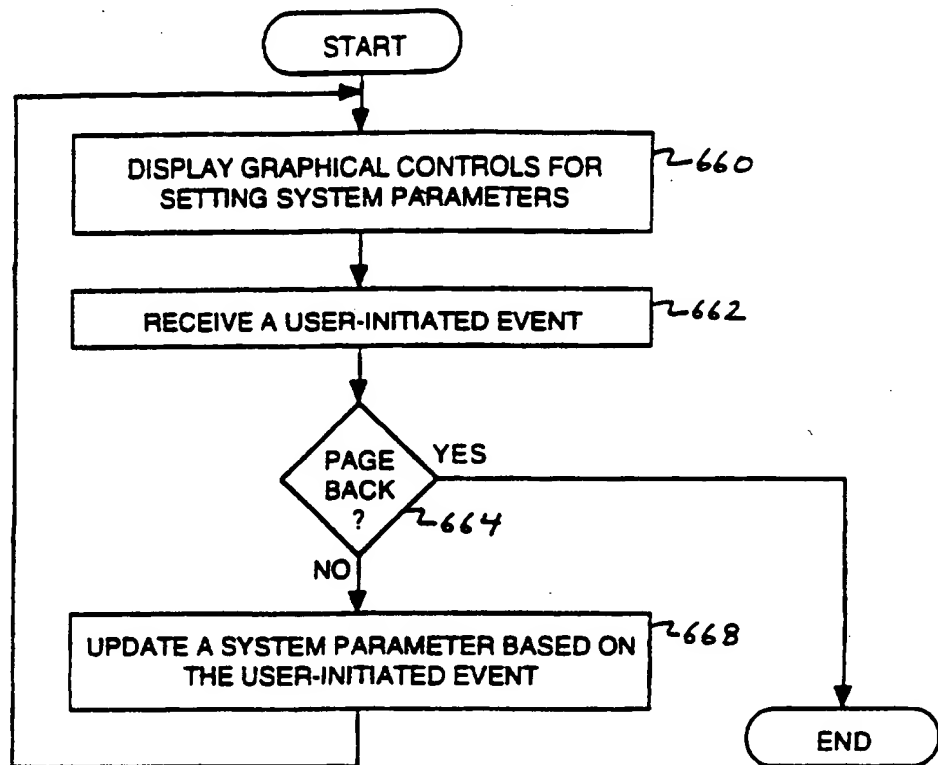 START
DISPLAY GRAPHICAL CONTROLS FOR
SETTING SYSTEM PARAMETERS
660
RECEIVE A USER-INITIATED EVENT
662
PAGE
BACK
?
YES
664
NO
UPDATE A SYSTEM PARAMETER BASED ON
THE USER-INITIATED EVENT
668
END